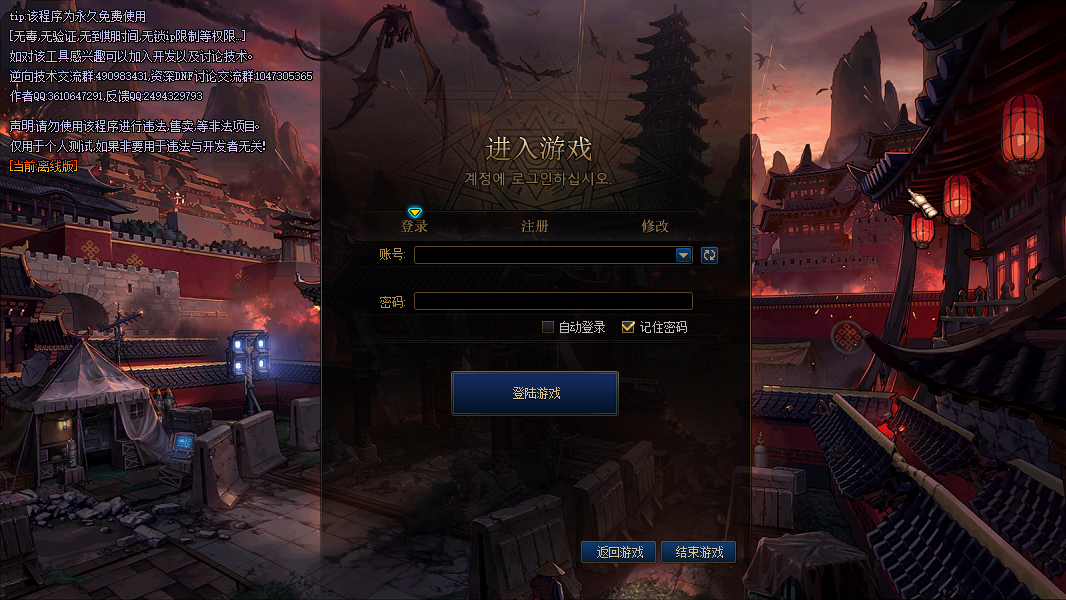 tip:该程序为永久免费使用
[无毒,无验证,无到期时间,无锁ip限制等权限..]
如对该工具感兴趣可以加入开发以及讨论技术。
逆向技术交流群:490983431,资深DNF讨论交流群:1047305365
作者QQ:3610647291,反馈QQ:2494329793
声明:请勿使用该程序进行违法,售卖,等非法项目。
仅用于个人测试,如果非要用于违法与开发者无关!
[当前:离线版]
进入游戏
계정에 로그인하십시오.
登录
注册
修改
账号:
密码:
自动登录
记住密码
登陆游戏
返回游戏
结束游戏